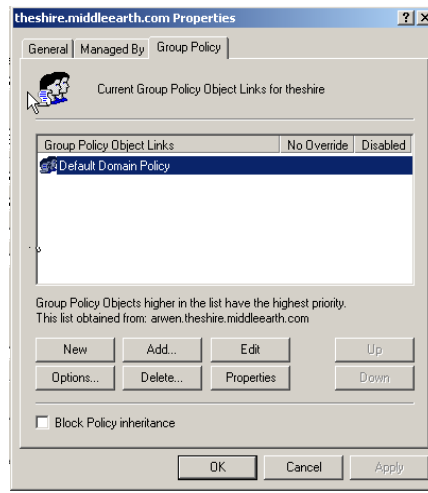 theshire.middleearth.com Properties
General Managed By Group Policy
Current Group Policy Object Links for theshire
Group Policy Object Links No Override Disabled
Default Domain Policy
Group Policy Objects higher in the list have the highest priority.
This list obtained from: arwen.theshire.middleearth.com
New Add... Edit Up
Options... Delete... Properties Down
Block Policy inheritance
OK Cancel Apply